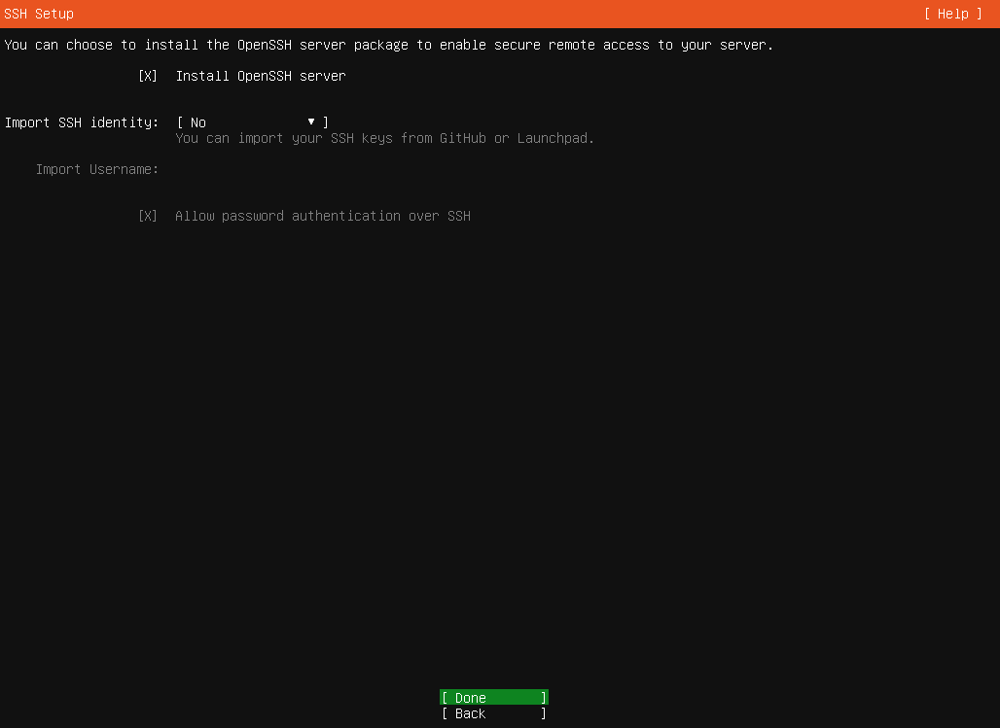 SSH Setup [ Help ]
You can choose to install the OpenSSH server package to enable secure remote access to your server.
[X] Install OpenSSH server
Import SSH identity: [ No ▼ ]
You can import your SSH keys from GitHub or Launchpad.
Import Username:
[X] Allow password authentication over SSH
[ Done ]
[ Back ]